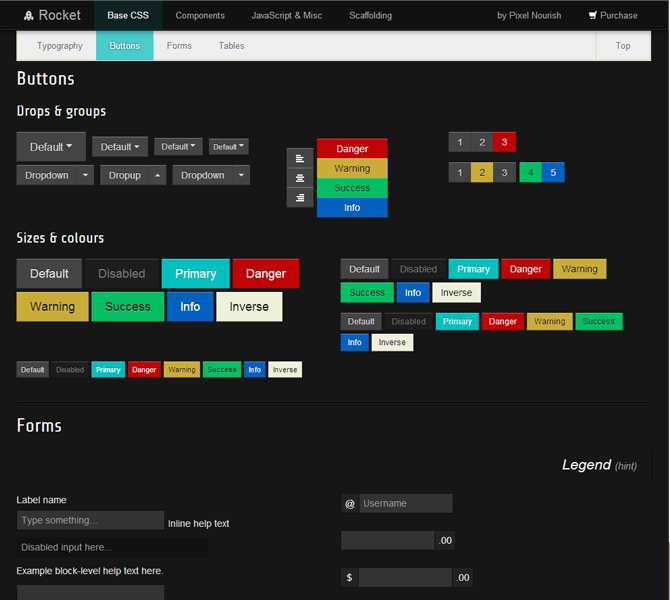 Rocket Base CSS Components JavaScript & Misc Scaffolding by Pixel Nourish Purchase
Typography Buttons Forms Tables Top
Buttons
Drops & groups
Default Default Default Default
Dropdown Dropup Dropdown
Danger
Warning
Success
Info
1 2 3
1 2 3 4 5
Sizes & colours
Default Disabled Primary Danger
Warning Success Info Inverse
Default Disabled Primary Danger Warning
Success Info Inverse
Default Disabled Primary Danger Warning Success
Info Inverse
Default Disabled Primary Danger Warning Success Info Inverse
Forms
Legend (hint)
Label name
Type something... Inline help text
Disabled input here...
Example block-level help text here.
@ Username
.00
$ .00